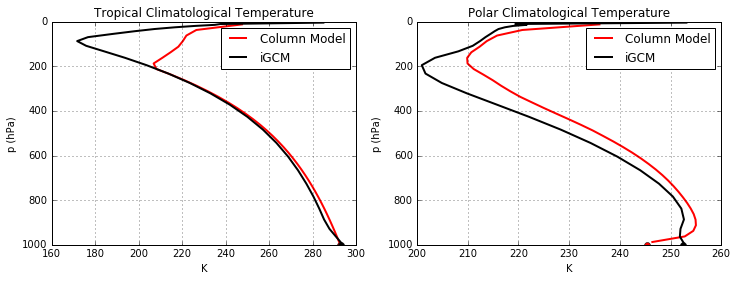 Tropical Climatological Temperature
0
200
400
600
800
1000
p (hPa)
160 180 200 220 240 260 280 300
K
Column Model
iGCM
Polar Climatological Temperature
0
200
400
600
800
1000
p (hPa)
200 210 220 230 240 250 260
K
Column Model
iGCM